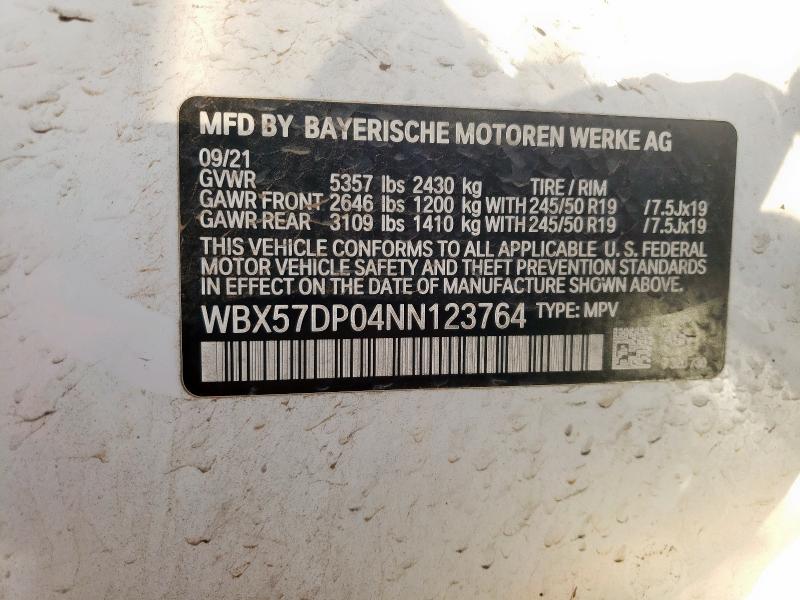 MFD BY BAYERISCHE MOTOREN WERKE AG
09/21
GVWR 5357 lbs 2430 kg TIRE / RIM
GAWR FRONT 2646 lbs 1200 kg WITH 245/50 R19 /7.5Jx19
GAWR REAR 3109 lbs 1410 kg WITH 245/50 R19 /7.5Jx19
THIS VEHICLE CONFORMS TO ALL APPLICABLE U. S. FEDERAL
MOTOR VEHICLE SAFETY AND THEFT PREVENTION STANDARDS
IN EFFECT ON THE DATE OF MANUFACTURE SHOWN ABOVE.
WBX57DP04NN123764 TYPE: MPV